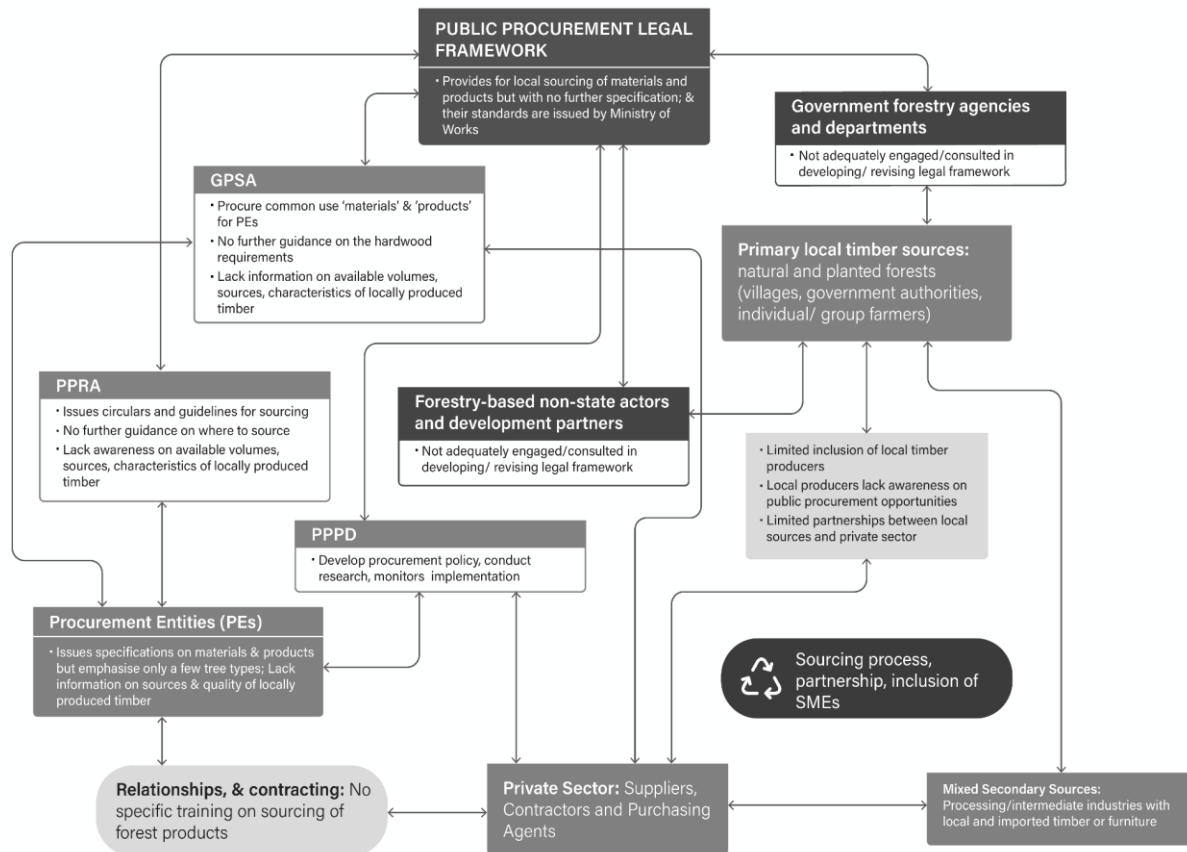 PUBLIC PROCUREMENT LEGAL
FRAMEWORK
• Provides for local sourcing of materials and
products but with no further specification; &
their standards are issued by Ministry of
Works
Government forestry agencies
and departments
• Not adequately engaged/consulted in
developing/ revising legal framework
GPSA
• Procure common use 'materials' & 'products'
for PEs
• No further guidance on the hardwood
requirements
• Lack information on available volumes,
sources, characteristics of locally produced
timber
Primary local timber sources:
natural and planted forests
(villages, government authorities,
individual/ group farmers)
PPRA
• Issues circulars and guidelines for sourcing
• No further guidance on where to source
• Lack awareness on available volumes,
sources, characteristics of locally produced
timber
Forestry-based non-state actors
and development partners
• Not adequately engaged/consulted in
developing/ revising legal framework
• Limited inclusion of local timber
producers
• Local producers lack awareness on
public procurement opportunities
• Limited partnerships between local
sources and private sector
PPPD
• Develop procurement policy, conduct
research, monitors implementation
Procurement Entities (PEs)
• Issues specifications on materials & products
but emphasise only a few tree types; Lack
information on sources & quality of locally
produced timber
Sourcing process,
partnership, inclusion of
SMEs
Relationships, & contracting: No
specific training on sourcing of
forest products
Private Sector: Suppliers,
Contractors and Purchasing
Agents
Mixed Secondary Sources:
Processing/intermediate industries with
local and imported timber or furniture